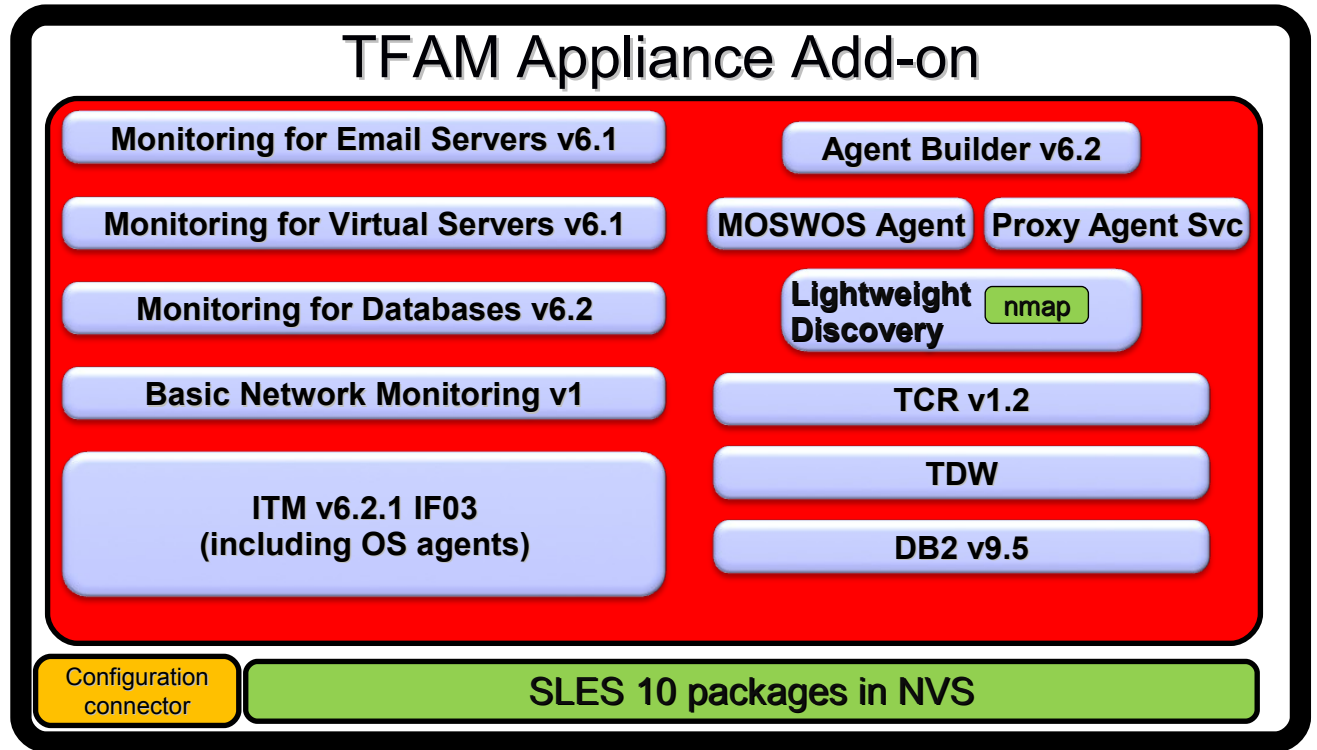 TFAM Appliance Add-on
Monitoring for Email Servers v6.1
Monitoring for Virtual Servers v6.1
Monitoring for Databases v6.2
Basic Network Monitoring v1
ITM v6.2.1 IF03
(including OS agents)
Agent Builder v6.2
MOSWOS Agent
Proxy Agent Svc
Lightweight
Discovery
nmap
TCR v1.2
TDW
DB2 v9.5
Configuration
connector
SLES 10 packages in NVS